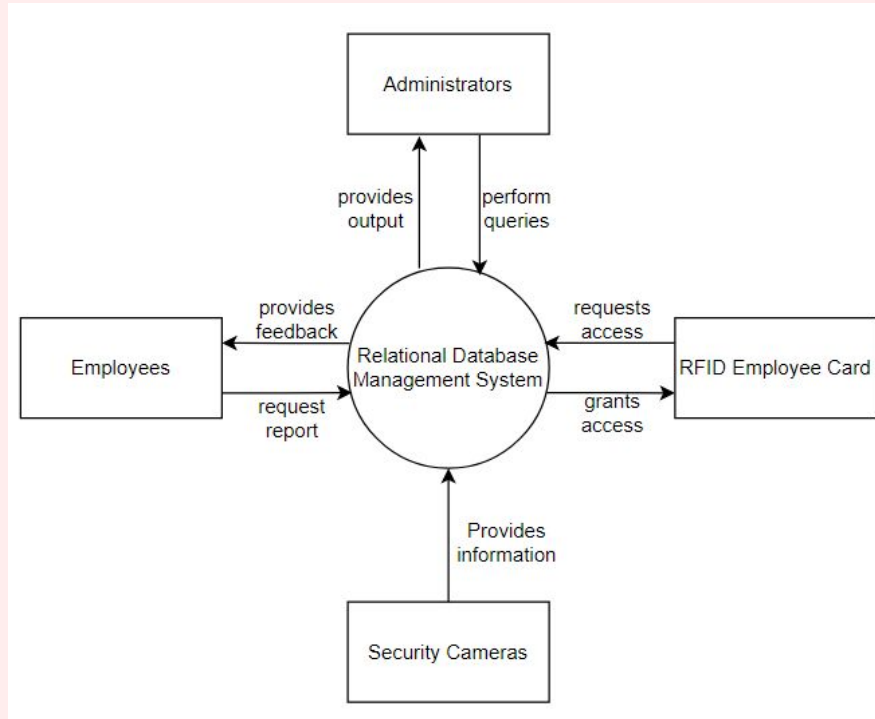 Administrators
provides
output
perform
queries
provides
feedback
requests
access
Employees
Relational Database
Management System
RFID Employee Card
request
report
grants
access
Provides
information
Security Cameras